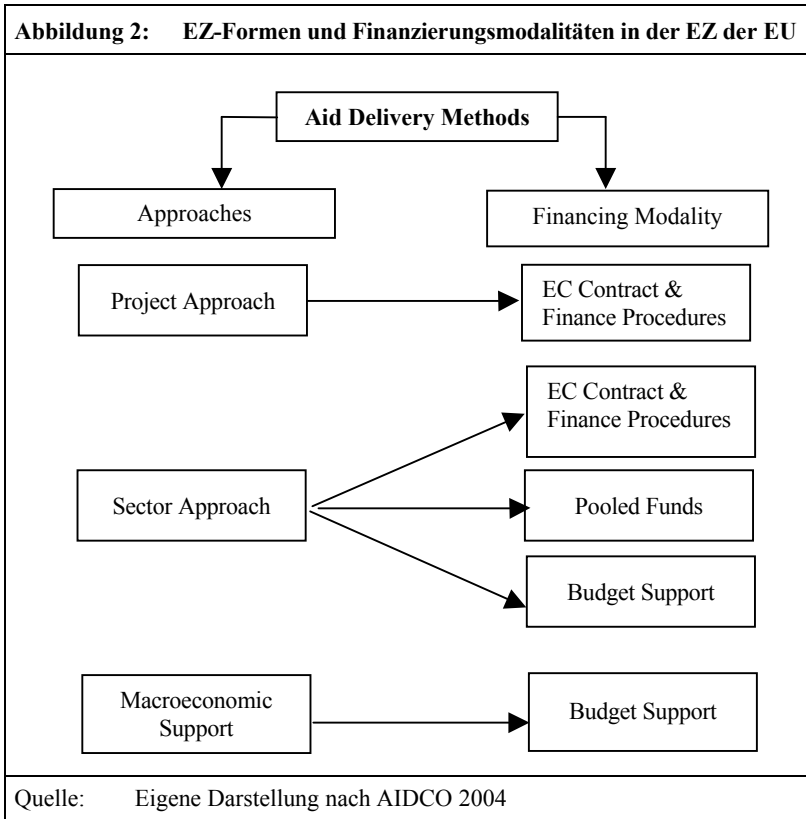 Abbildung 2: EZ-Formen und Finanzierungsmodalitäten in der EZ der EU
Aid Delivery Methods
Approaches
Financing Modality
Project Approach
EC Contract &
Finance Procedures
Sector Approach
EC Contract &
Finance Procedures
Pooled Funds
Budget Support
Macroeconomic
Support
Budget Support
Quelle: Eigene Darstellung nach AIDCO 2004